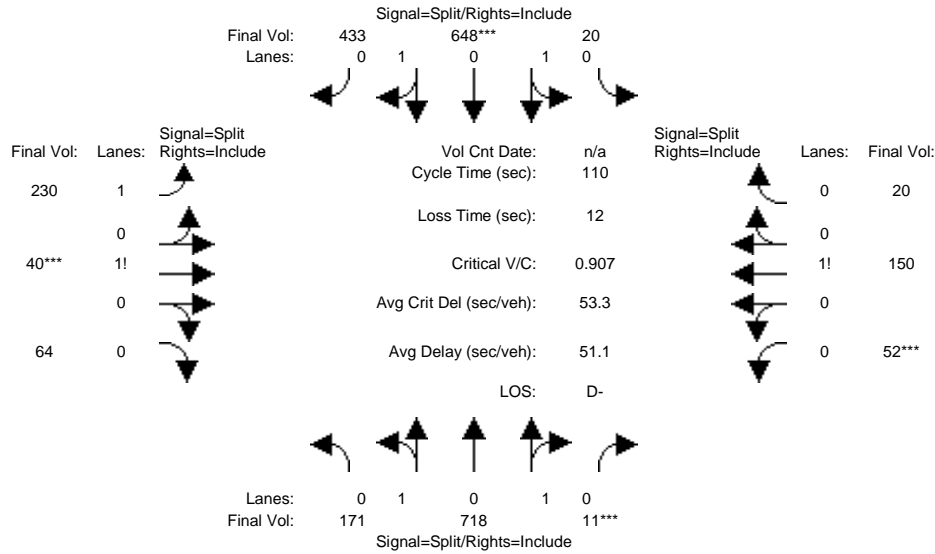 Signal=Split/Rights=Include
Final Vol: 433 648*** 20
Lanes: 0 1 0 1 0
Signal=Split
Final Vol: Lanes: Rights=Include
Vol Cnt Date: n/a
Signal=Split
Rights=Include Lanes: Final Vol:
Cycle Time (sec): 110
230 1
0 20
Loss Time (sec): 12
0
0
40*** 1!
Critical V/C: 0.907
1! 150
0
Avg Crit Del (sec/veh): 53.3
0
64 0
Avg Delay (sec/veh): 51.1
0 52***
LOS: D-
Lanes: 0 1 0 1 0
Final Vol: 171 718 11***
Signal=Split/Rights=Include